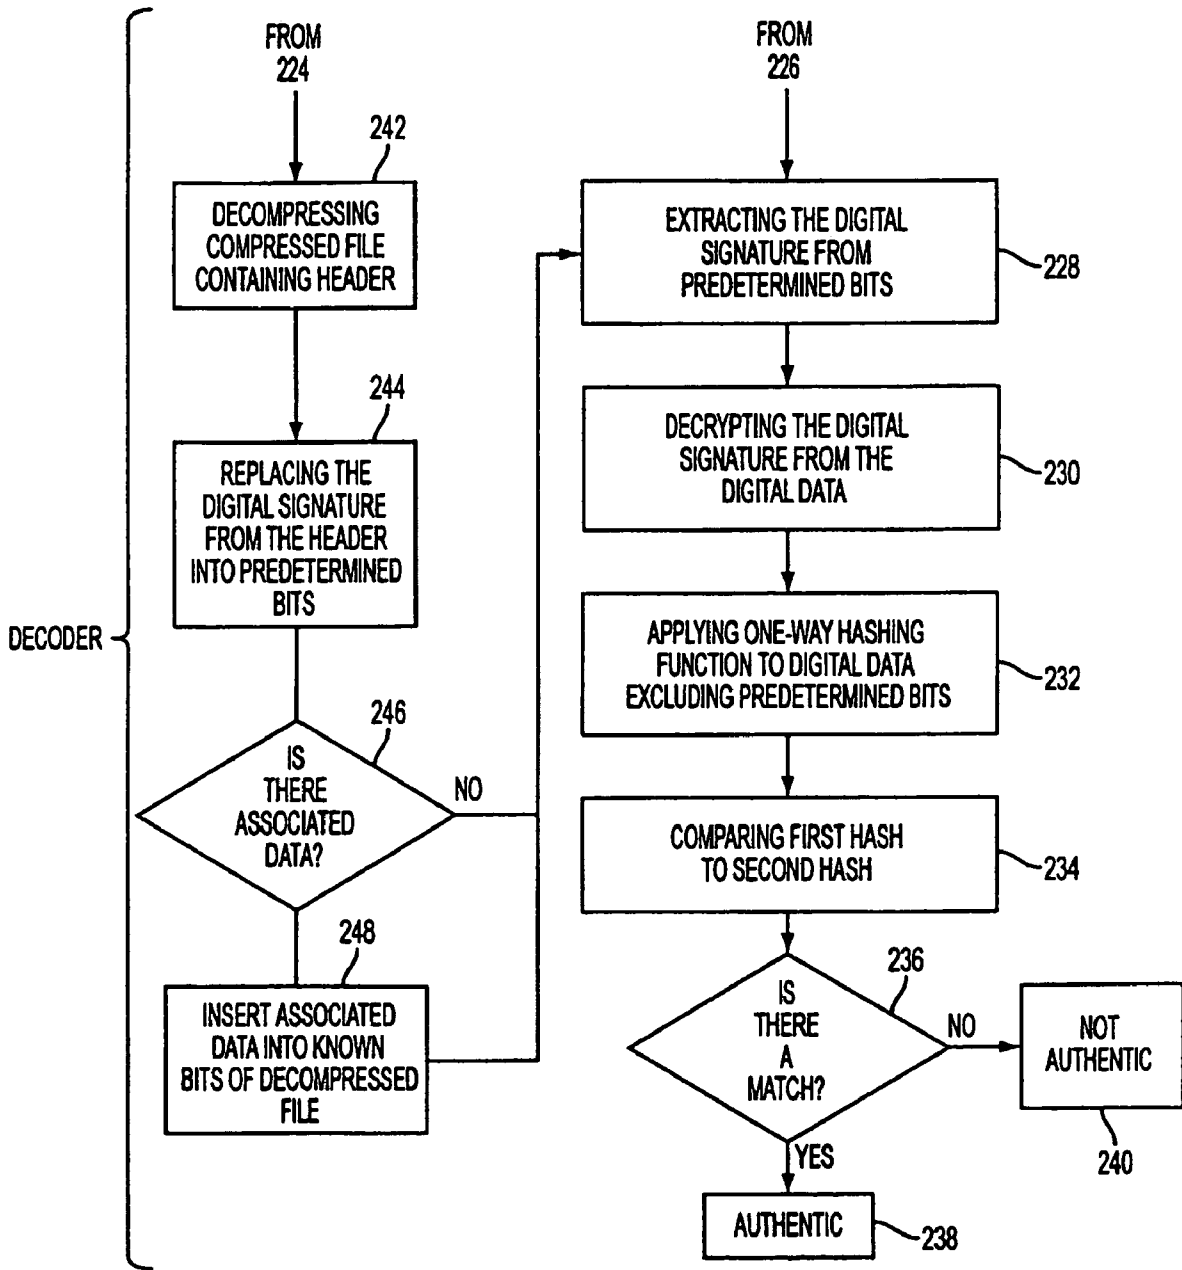 FROM
224
242
DECOMPRESSING
COMPRESSED FILE
CONTAINING HEADER
244
REPLACING THE
DIGITAL SIGNATURE
FROM THE HEADER
INTO PREDETERMINED
BITS
DECODER
246
IS
THERE
ASSOCIATED
DATA?
NO
248
INSERT ASSOCIATED
DATA INTO KNOWN
BITS OF DECOMPRESSED
FILE
FROM
226
EXTRACTING THE DIGITAL
SIGNATURE FROM
PREDETERMINED BITS
228
DECRYPTING THE DIGITAL
SIGNATURE FROM THE
DIGITAL DATA
230
APPLYING ONE-WAY HASHING
FUNCTION TO DIGITAL DATA
EXCLUDING PREDETERMINED BITS
232
COMPARING FIRST HASH
TO SECOND HASH
234
236
IS
THERE
A
MATCH?
NO
NOT
AUTHENTIC
240
YES
AUTHENTIC
238